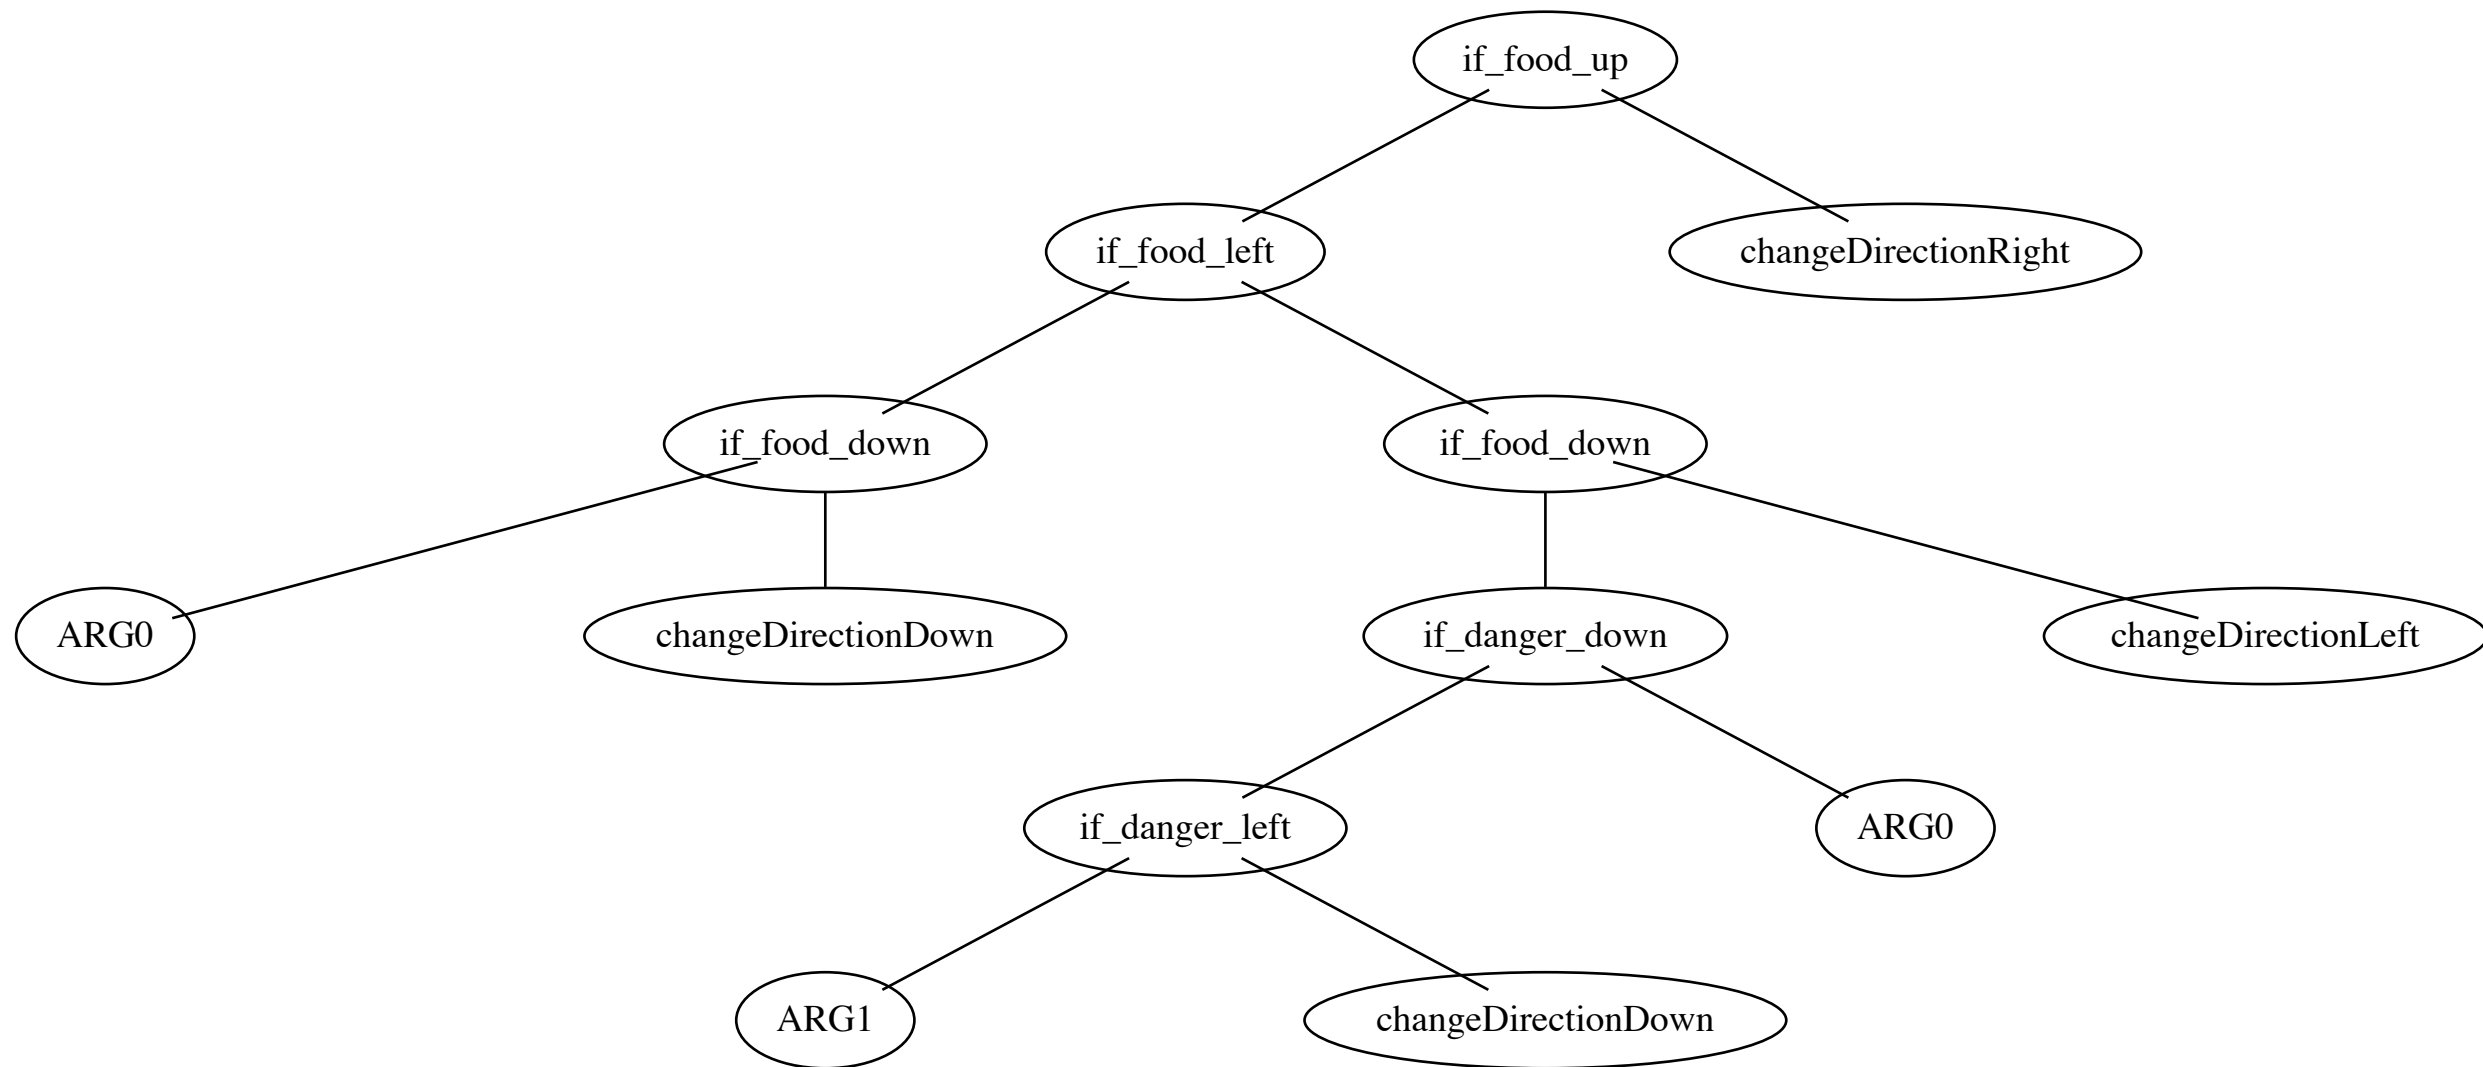 if_food_up
if_food_left
changeDirectionRight
if_food_down
if_food_down
ARG0
changeDirectionDown
if_danger_down
changeDirectionLeft
if_danger_left
ARG0
ARG1
changeDirectionDown